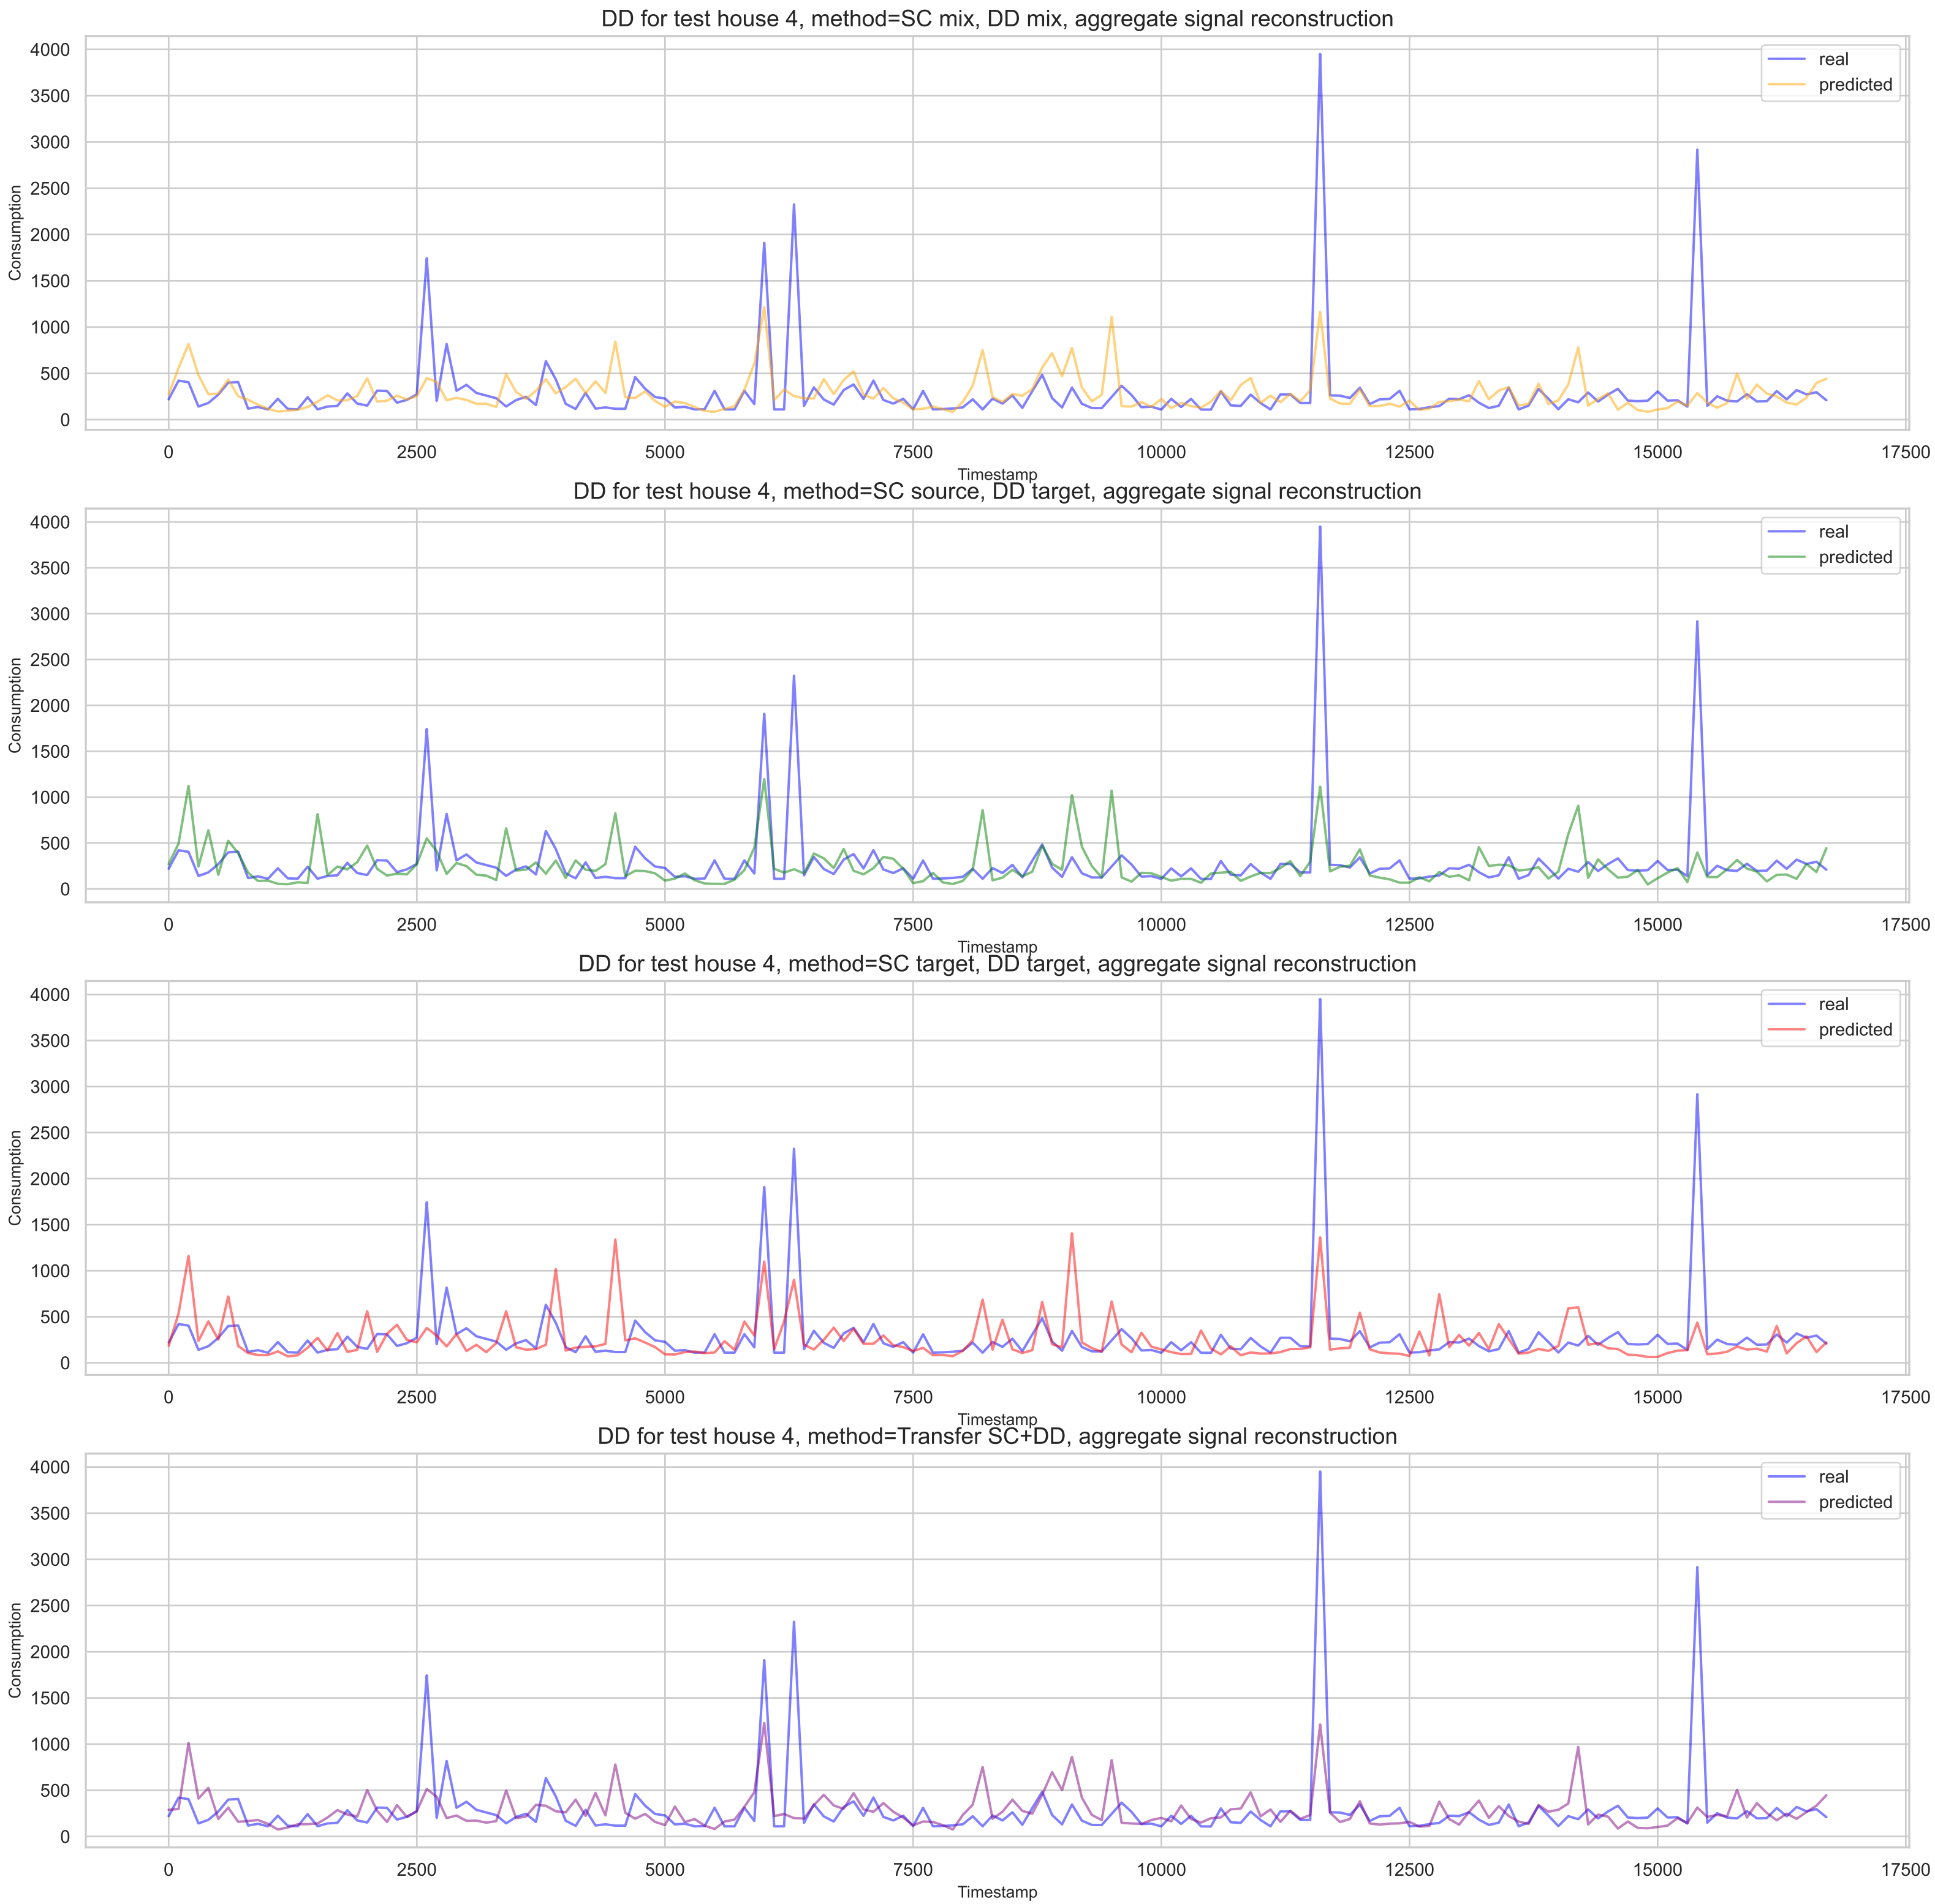 DD for test house 4, method=SC mix, DD mix, aggregate signal reconstruction
4000
3500
3000
2500
2000
1500
1000
500
0
Consumption
real
predicted
0 2500 5000 7500 10000 12500 15000 17500
Timestamp
DD for test house 4, method=SC source, DD target, aggregate signal reconstruction
4000
3500
3000
2500
2000
1500
1000
500
0
Consumption
real
predicted
0 2500 5000 7500 10000 12500 15000 17500
Timestamp
DD for test house 4, method=SC target, DD target, aggregate signal reconstruction
4000
3500
3000
2500
2000
1500
1000
500
0
Consumption
real
predicted
0 2500 5000 7500 10000 12500 15000 17500
Timestamp
DD for test house 4, method=Transfer SC+DD, aggregate signal reconstruction
4000
3500
3000
2500
2000
1500
1000
500
0
Consumption
real
predicted
0 2500 5000 7500 10000 12500 15000 17500
Timestamp